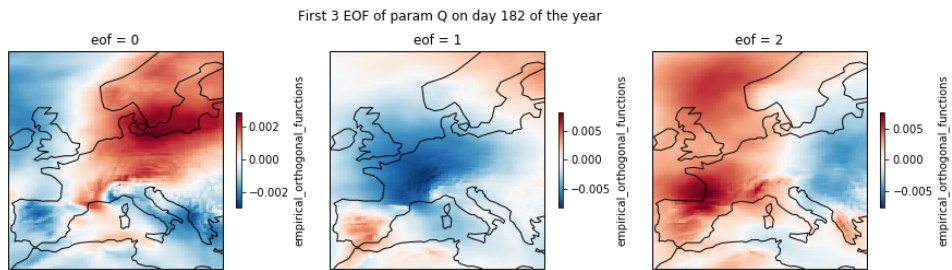 First 3 EOF of param Q on day 182 of the year
eof = 0
0.002
0.000
−0.002
empirical_orthogonal_functions
eof = 1
0.005
0.000
−0.005
empirical_orthogonal_functions
eof = 2
0.005
0.000
−0.005
empirical_orthogonal_functions